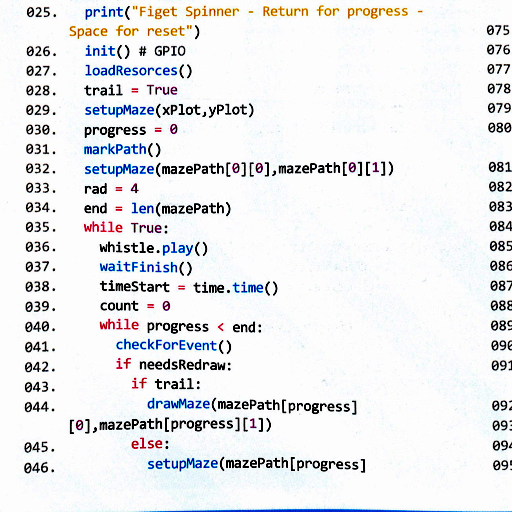 025. print("Figet Spinner - Return for progress -
Space for reset")
026. init() # GPIO
027. loadResorces()
028. trail = True
029. setupMaze(xPlot,yPlot)
030. progress = 0
031. markPath()
032. setupMaze(mazePath[0][0],mazePath[0][1])
033. rad = 4
034. end = len(mazePath)
035. while True:
036. whistle.play()
037. waitFinish()
038. timeStart = time.time()
039. count = 0
040. while progress < end:
041. checkForEvent()
042. if needsRedraw:
043. if trail:
044. drawMaze(mazePath[progress]
[0],mazePath[progress][1])
045. else:
046. setupMaze(mazePath[progress]
075
076
077
078
079
080
081
082
083
084
085
086
087
088
089
090
091
092
093
094
095